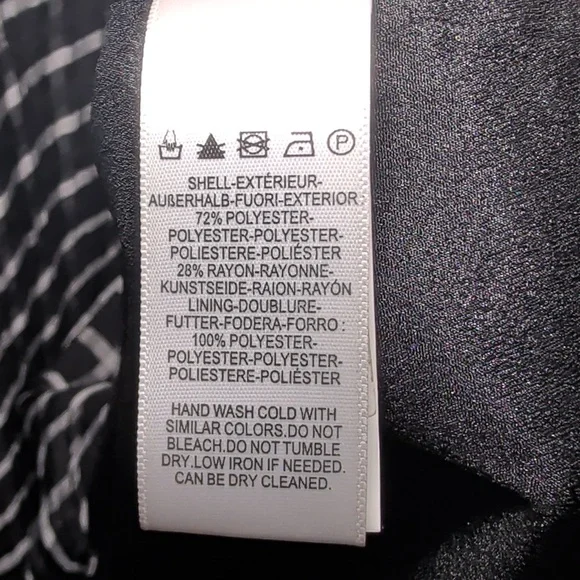 P
SHELL-EXTÉRIEUR-
AUßERHALB-FUORI-EXTERIOR:
72% POLYESTER-
POLYESTER-POLYESTER-
POLIESTERE-POLIÉSTER
28% RAYON-RAYONNE-
KUNSTSEIDE-RAION-RAYÓN
LINING-DOUBLURE-
FUTTER-FODERA-FORRO :
100% POLYESTER-
POLYESTER-POLYESTER-
POLIESTERE-POLIÉSTER
HAND WASH COLD WITH
SIMILAR COLORS.DO NOT
BLEACH.DO NOT TUMBLE
DRY.LOW IRON IF NEEDED.
CAN BE DRY CLEANED.